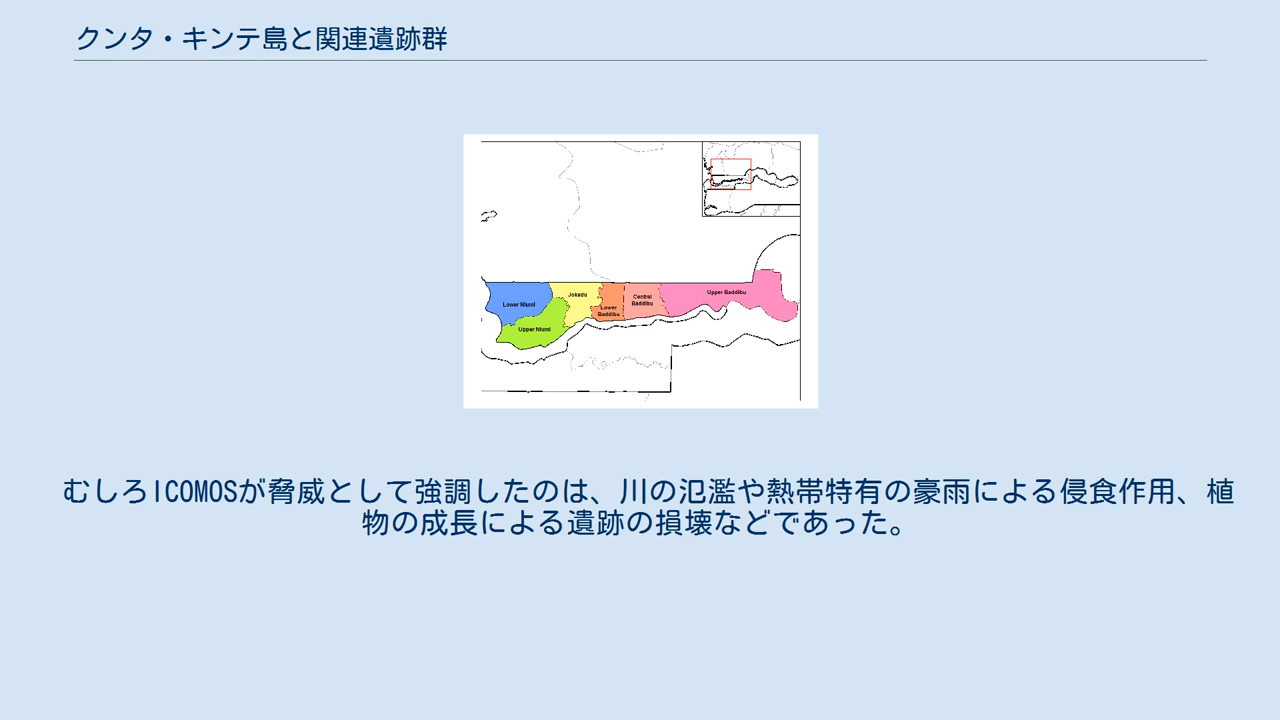 クンタ・キンテ島と関連遺跡群
Lower Niumi
Jokadu
Lower
Baddibu
Central
Baddibu
Upper Baddibu
Upper Niumi
むしろICOMOSが脅威として強調したのは、川の氾濫や熱帯特有の豪雨による侵食作用、植
物の成長による遺跡の損壊などであった。